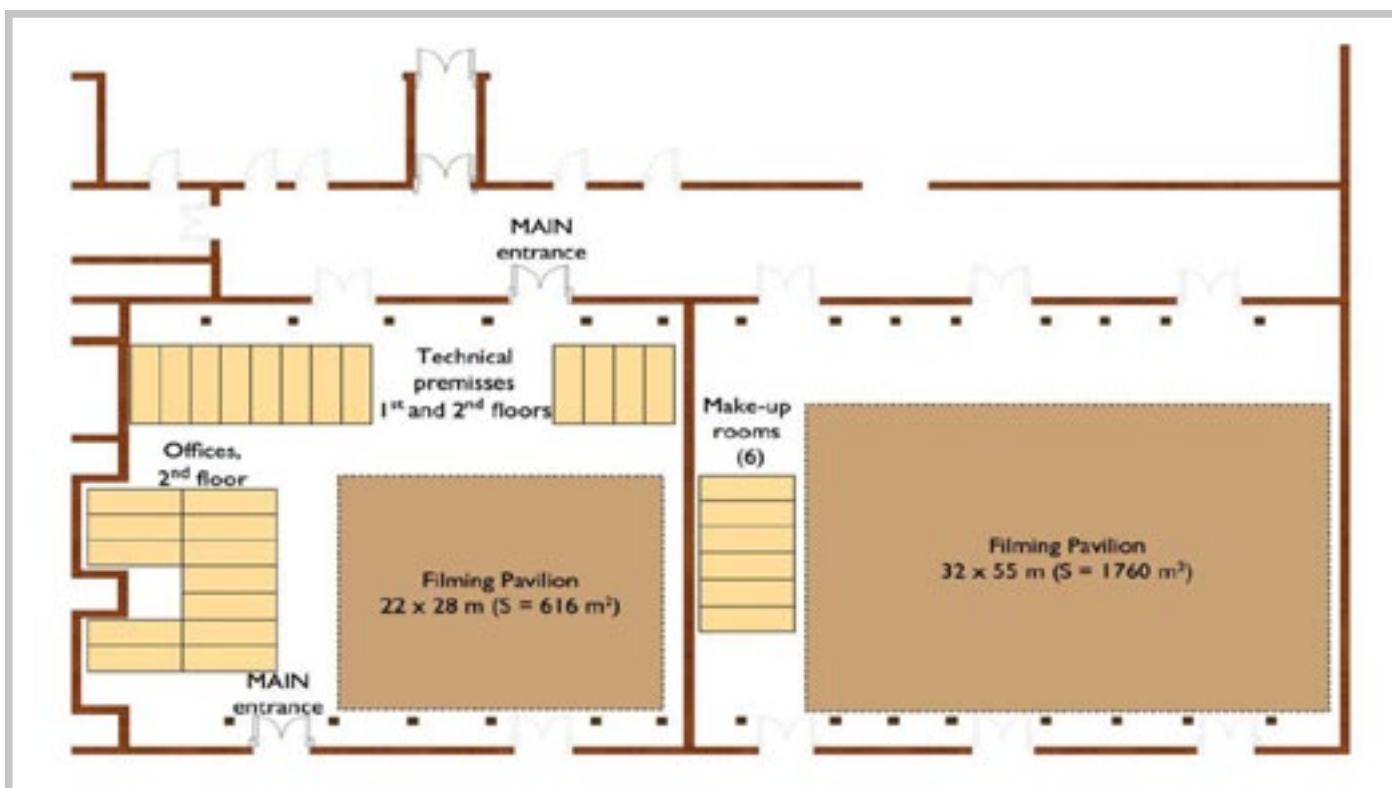 MAIN
entrance
Technical
premisses
1st and 2nd floors
Make-up
rooms
(6)
Offices,
2nd floor
Filming Pavilion
22 x 28 m (S = 616 m²)
Filming Pavilion
32 x 55 m (S = 1760 m²)
MAIN
entrance